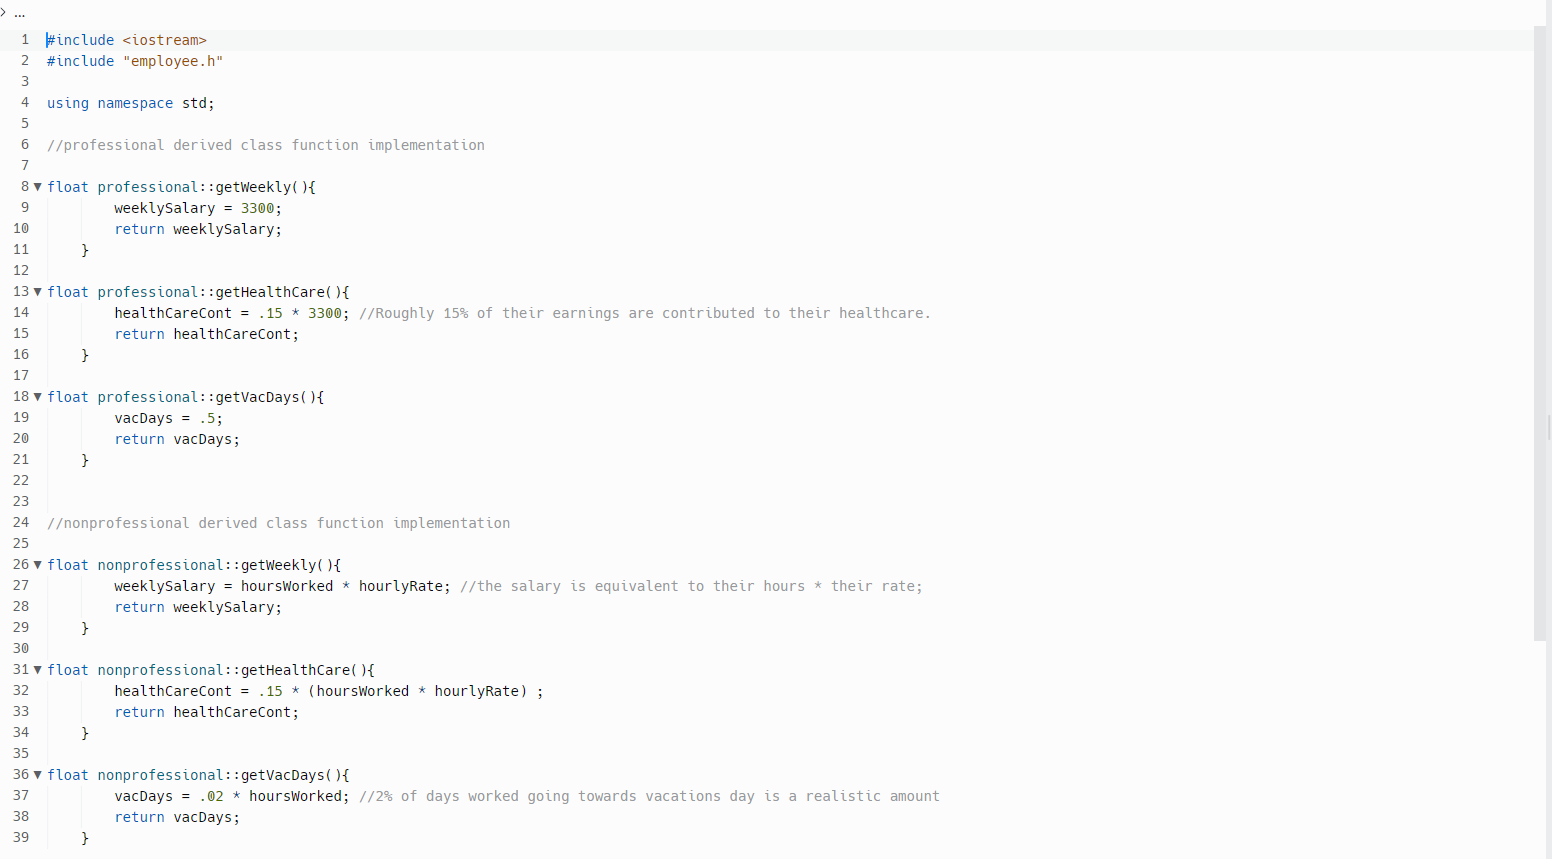 > ...
1 #include <iostream>
2 #include "employee.h"
3
4 using namespace std;
5
6 //professional derived class function implementation
7
8 ▼ float professional::getWeekly(){
9 weeklySalary = 3300;
10 return weeklySalary;
11 }
12
13 ▼ float professional::getHealthCare(){
14 healthCareCont = .15 * 3300; //Roughly 15% of their earnings are contributed to their healthcare.
15 return healthCareCont;
16 }
17
18 ▼ float professional::getVacDays(){
19 vacDays = .5;
20 return vacDays;
21 }
22
23
24 //nonprofessional derived class function implementation
25
26 ▼ float nonprofessional::getWeekly(){
27 weeklySalary = hoursWorked * hourlyRate; //the salary is equivalent to their hours * their rate;
28 return weeklySalary;
29 }
30
31 ▼ float nonprofessional::getHealthCare(){
32 healthCareCont = .15 * (hoursWorked * hourlyRate) ;
33 return healthCareCont;
34 }
35
36 ▼ float nonprofessional::getVacDays(){
37 vacDays = .02 * hoursWorked; //2% of days worked going towards vacations day is a realistic amount
38 return vacDays;
39 }